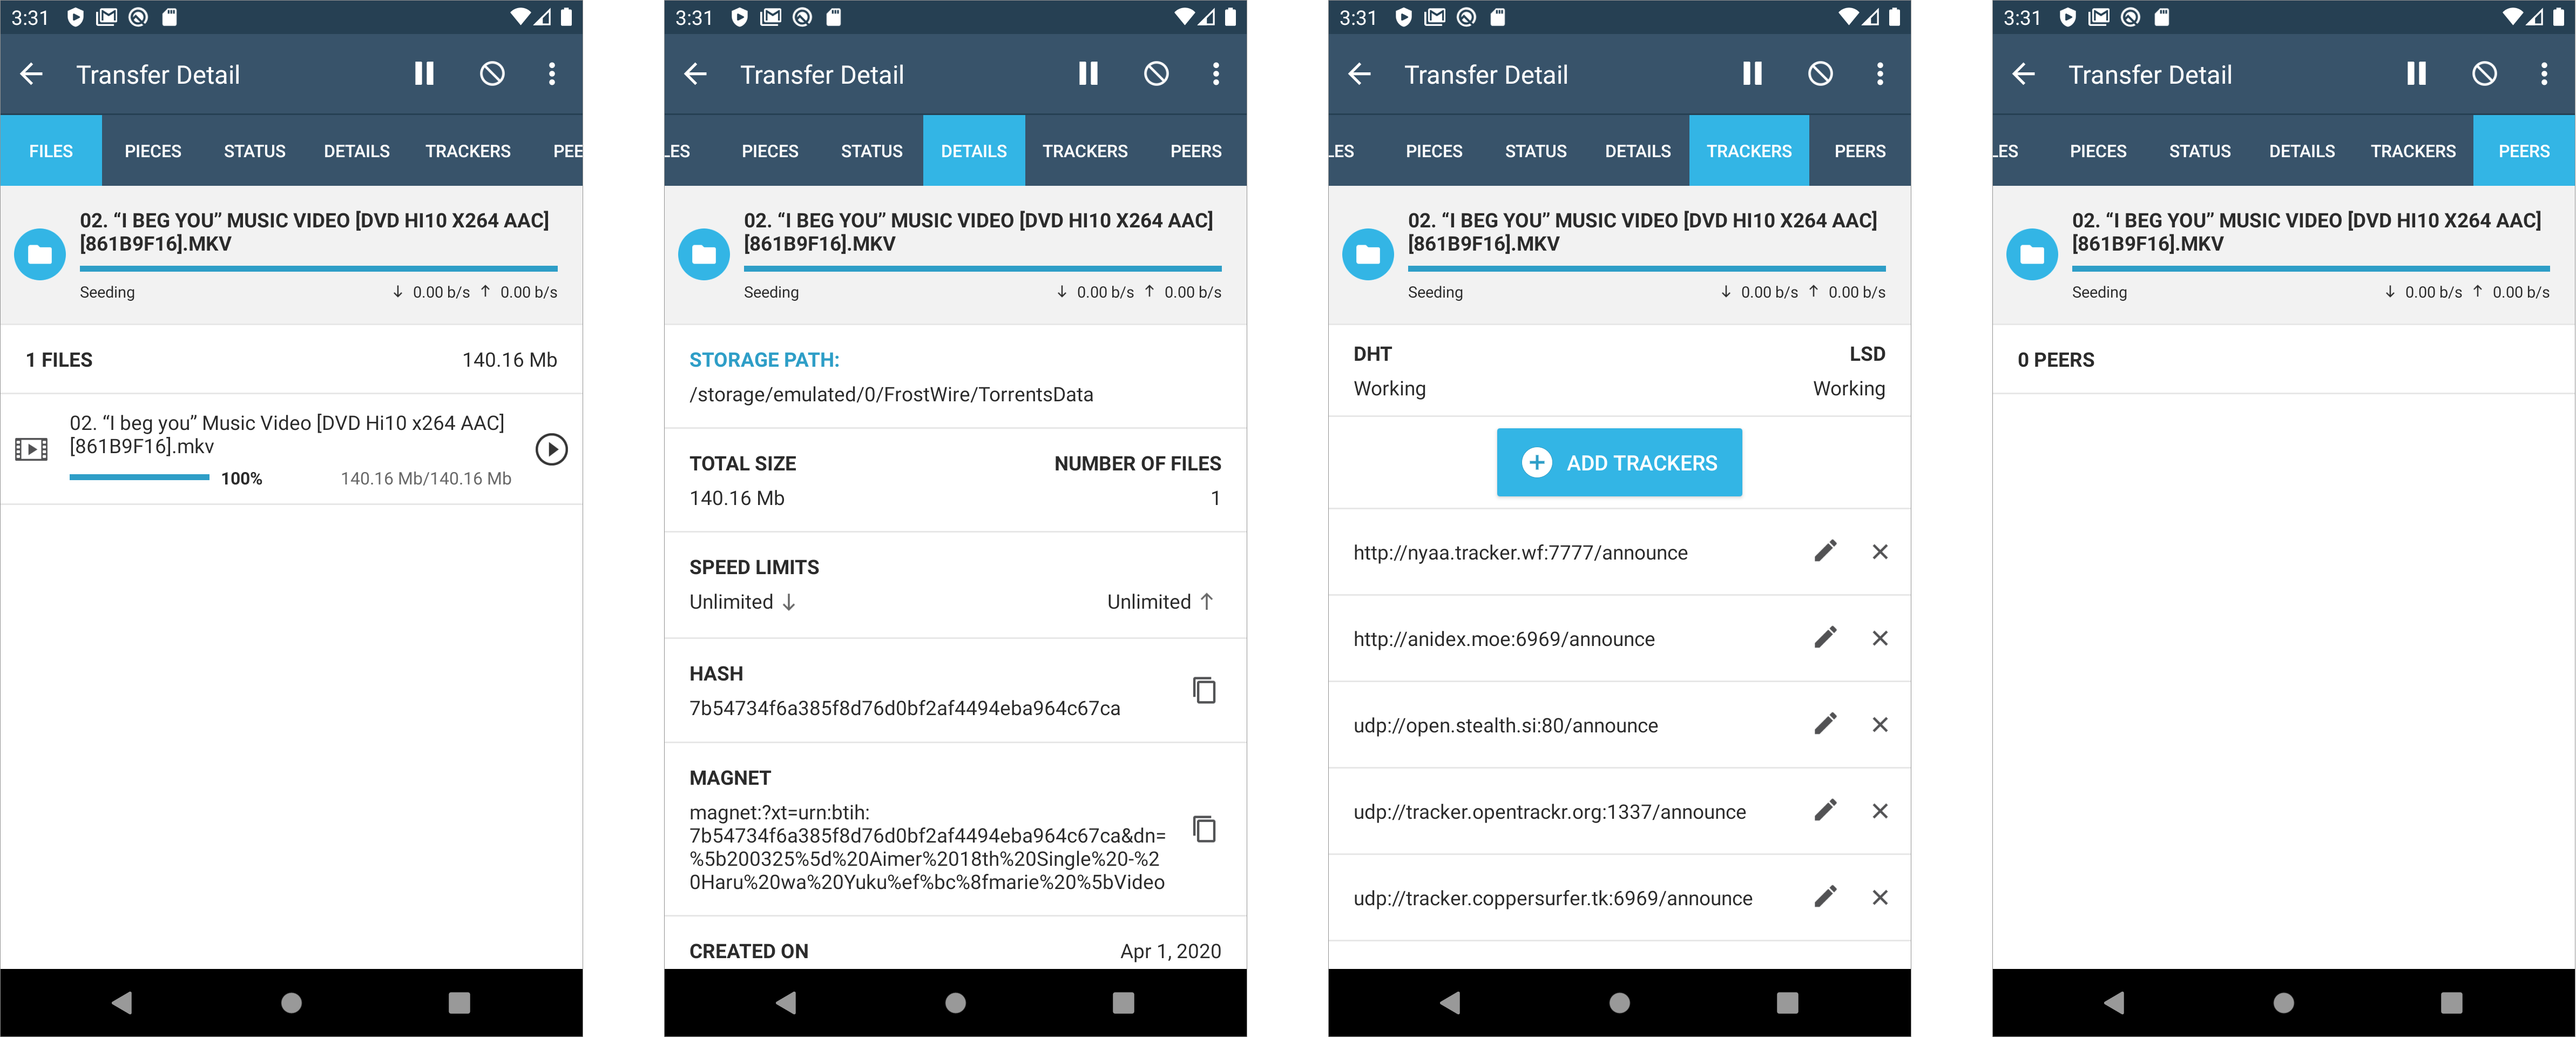 3:31
Transfer Detail
FILES PIECES STATUS DETAILS TRACKERS PEE
02. “I BEG YOU” MUSIC VIDEO [DVD HI10 X264 AAC]
[861B9F16].MKV
Seeding ↓ 0.00 b/s ↑ 0.00 b/s
1 FILES 140.16 Mb
02. “I beg you” Music Video [DVD Hi10 x264 AAC]
[861B9F16].mkv
100% 140.16 Mb/140.16 Mb
3:31
Transfer Detail
LES PIECES STATUS DETAILS TRACKERS PEERS
02. “I BEG YOU” MUSIC VIDEO [DVD HI10 X264 AAC]
[861B9F16].MKV
Seeding ↓ 0.00 b/s ↑ 0.00 b/s
STORAGE PATH:
/storage/emulated/0/FrostWire/TorrentsData
TOTAL SIZE NUMBER OF FILES
140.16 Mb 1
SPEED LIMITS
Unlimited ↓ Unlimited ↑
HASH
7b54734f6a385f8d76d0bf2af4494eba964c67ca
MAGNET
magnet:?xt=urn:btih:
7b54734f6a385f8d76d0bf2af4494eba964c67ca&dn=
%5b200325%5d%20Aimer%2018th%20Single%20-%2
0Haru%20wa%20Yuku%ef%bc%8fmarie%20%5bVideo
CREATED ON Apr 1, 2020
3:31
Transfer Detail
LES PIECES STATUS DETAILS TRACKERS PEERS
02. “I BEG YOU” MUSIC VIDEO [DVD HI10 X264 AAC]
[861B9F16].MKV
Seeding ↓ 0.00 b/s ↑ 0.00 b/s
DHT LSD
Working Working
ADD TRACKERS
http://nyaa.tracker.wf:7777/announce
http://anidex.moe:6969/announce
udp://open.stealth.si:80/announce
udp://tracker.opentrackr.org:1337/announce
udp://tracker.coppersurfer.tk:6969/announce
3:31
Transfer Detail
LES PIECES STATUS DETAILS TRACKERS PEERS
02. “I BEG YOU” MUSIC VIDEO [DVD HI10 X264 AAC]
[861B9F16].MKV
Seeding ↓ 0.00 b/s ↑ 0.00 b/s
0 PEERS